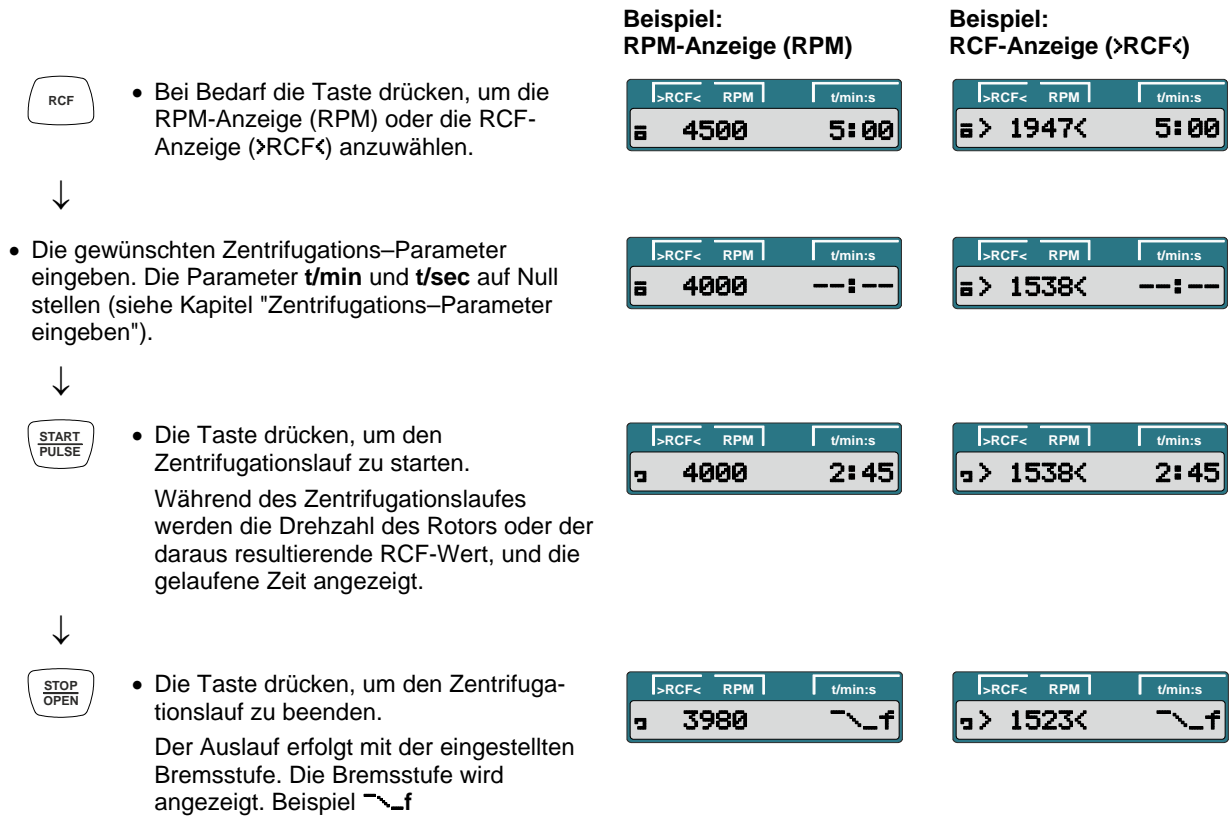 Beispiel:
RPM-Anzeige (RPM)
Beispiel:
RCF-Anzeige (>RCF<)
RCF
• Bei Bedarf die Taste drücken, um die
RPM-Anzeige (RPM) oder die RCF-
Anzeige (>RCF<) anzuwählen.
>RCF< RPM t/min:s
4500 5:00
>RCF< RPM t/min:s
> 1947< 5:00
↓
• Die gewünschten Zentrifugations–Parameter
eingeben. Die Parameter t/min und t/sec auf Null
stellen (siehe Kapitel "Zentrifugations–Parameter
eingeben").
>RCF< RPM t/min:s
4000 --:--
>RCF< RPM t/min:s
> 1538< --:--
↓
START
PULSE
• Die Taste drücken, um den
Zentrifugationslauf zu starten.
Während des Zentrifugationslaufes
werden die Drehzahl des Rotors oder der
daraus resultierende RCF-Wert, und die
gelaufene Zeit angezeigt.
>RCF< RPM t/min:s
4000 2:45
>RCF< RPM t/min:s
> 1538< 2:45
↓
STOP
OPEN
• Die Taste drücken, um den Zentrifuga-
tionslauf zu beenden.
Der Auslauf erfolgt mit der eingestellten
Bremsstufe. Die Bremsstufe wird
angezeigt. Beispiel ‾\_f
>RCF< RPM t/min:s
3980 ‾\_f
>RCF< RPM t/min:s
> 1523< ‾\_f